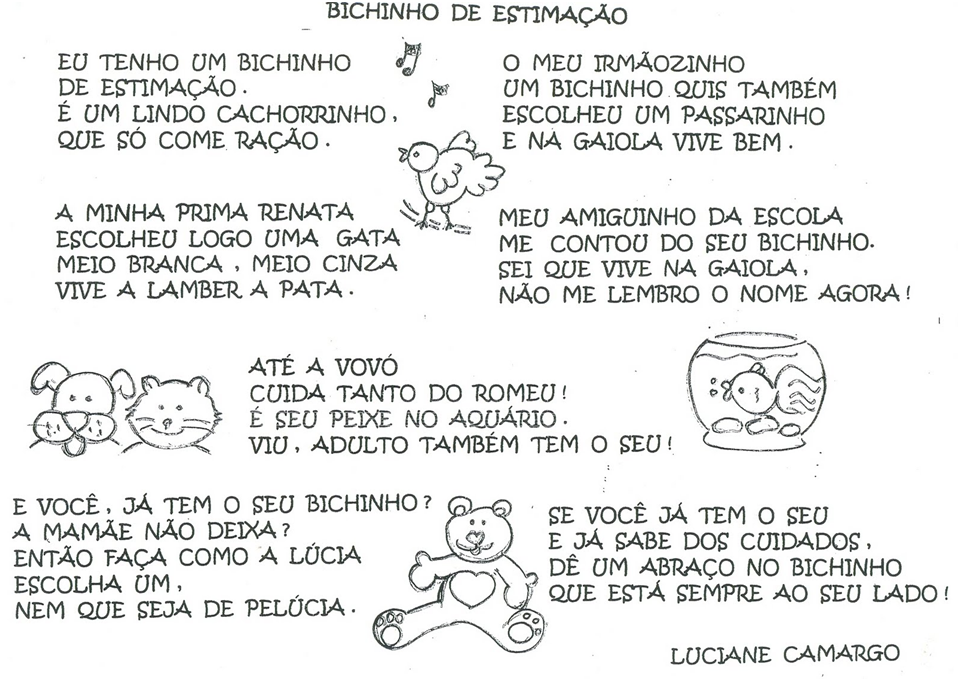 BICHINHO DE ESTIMAÇÃO
EU TENHO UM BICHINHO
DE ESTIMAÇÃO.
É UM LINDO CACHORRINHO,
QUE SÓ COME RAÇÃO.
O MEU IRMÃOZINHO
UM BICHINHO QUIS TAMBÉM
ESCOLHEU UM PASSARINHO
E NA GAIOLA VIVE BEM.
A MINHA PRIMA RENATA
ESCOLHEU LOGO UMA GATA
MEIO BRANCA, MEIO CINZA
VIVE A LAMBER A PATA.
MEU AMIGUINHO DA ESCOLA
ME CONTOU DO SEU BICHINHO.
SEI QUE VIVE NA GAIOLA,
NÃO ME LEMBRO O NOME AGORA!
ATÉ A VOVÓ
CUIDA TANTO DO ROMEU!
É SEU PEIXE NO AQUÁRIO.
VIU, ADULTO TAMBÉM TEM O SEU!
E VOCÊ, JÁ TEM O SEU BICHINHO?
A MAMÃE NÃO DEIXA?
ENTÃO FAÇA COMO A LÚCIA
ESCOLHA UM,
NEM QUE SEJA DE PELÚCIA.
SE VOCÊ JÁ TEM O SEU
E JÁ SABE DOS CUIDADOS,
DÊ UM ABRAÇO NO BICHINHO
QUE ESTÁ SEMPRE AO SEU LADO!
LUCIANE CAMARGO